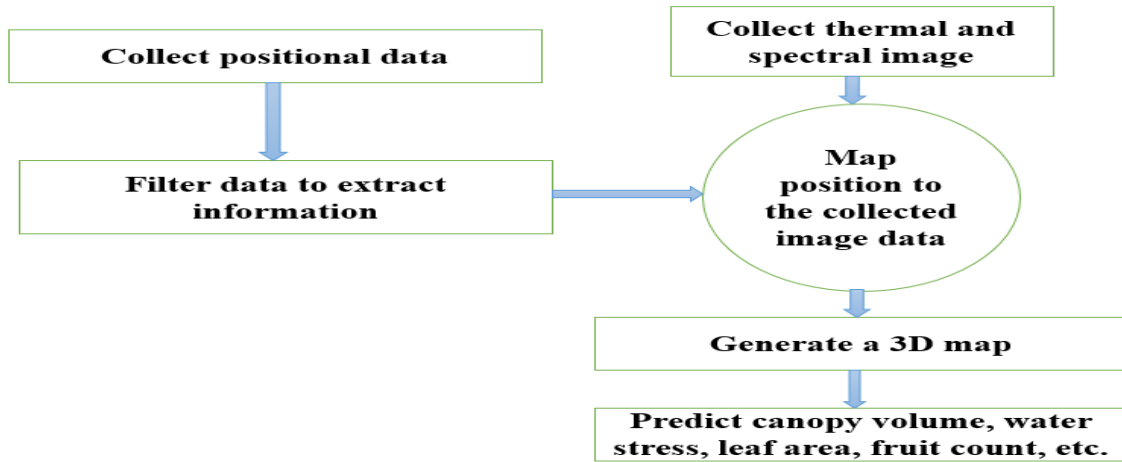 Collect positional data
Collect thermal and
spectral image
Filter data to extract
information
Map
position to
the collected
image data
Generate a 3D map
Predict canopy volume, water
stress, leaf area, fruit count, etc.